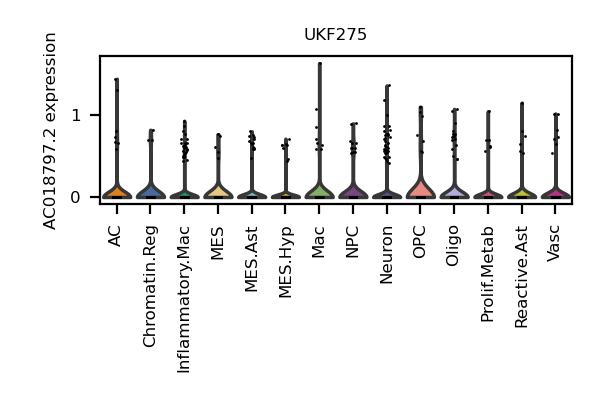 UKF275
AC018797.2 expression
1
0
AC
Chromatin.Reg
Inflammatory.Mac
MES
MES.Ast
MES.Hyp
Mac
NPC
Neuron
OPC
Oligo
Prolif.Metab
Reactive.Ast
Vasc